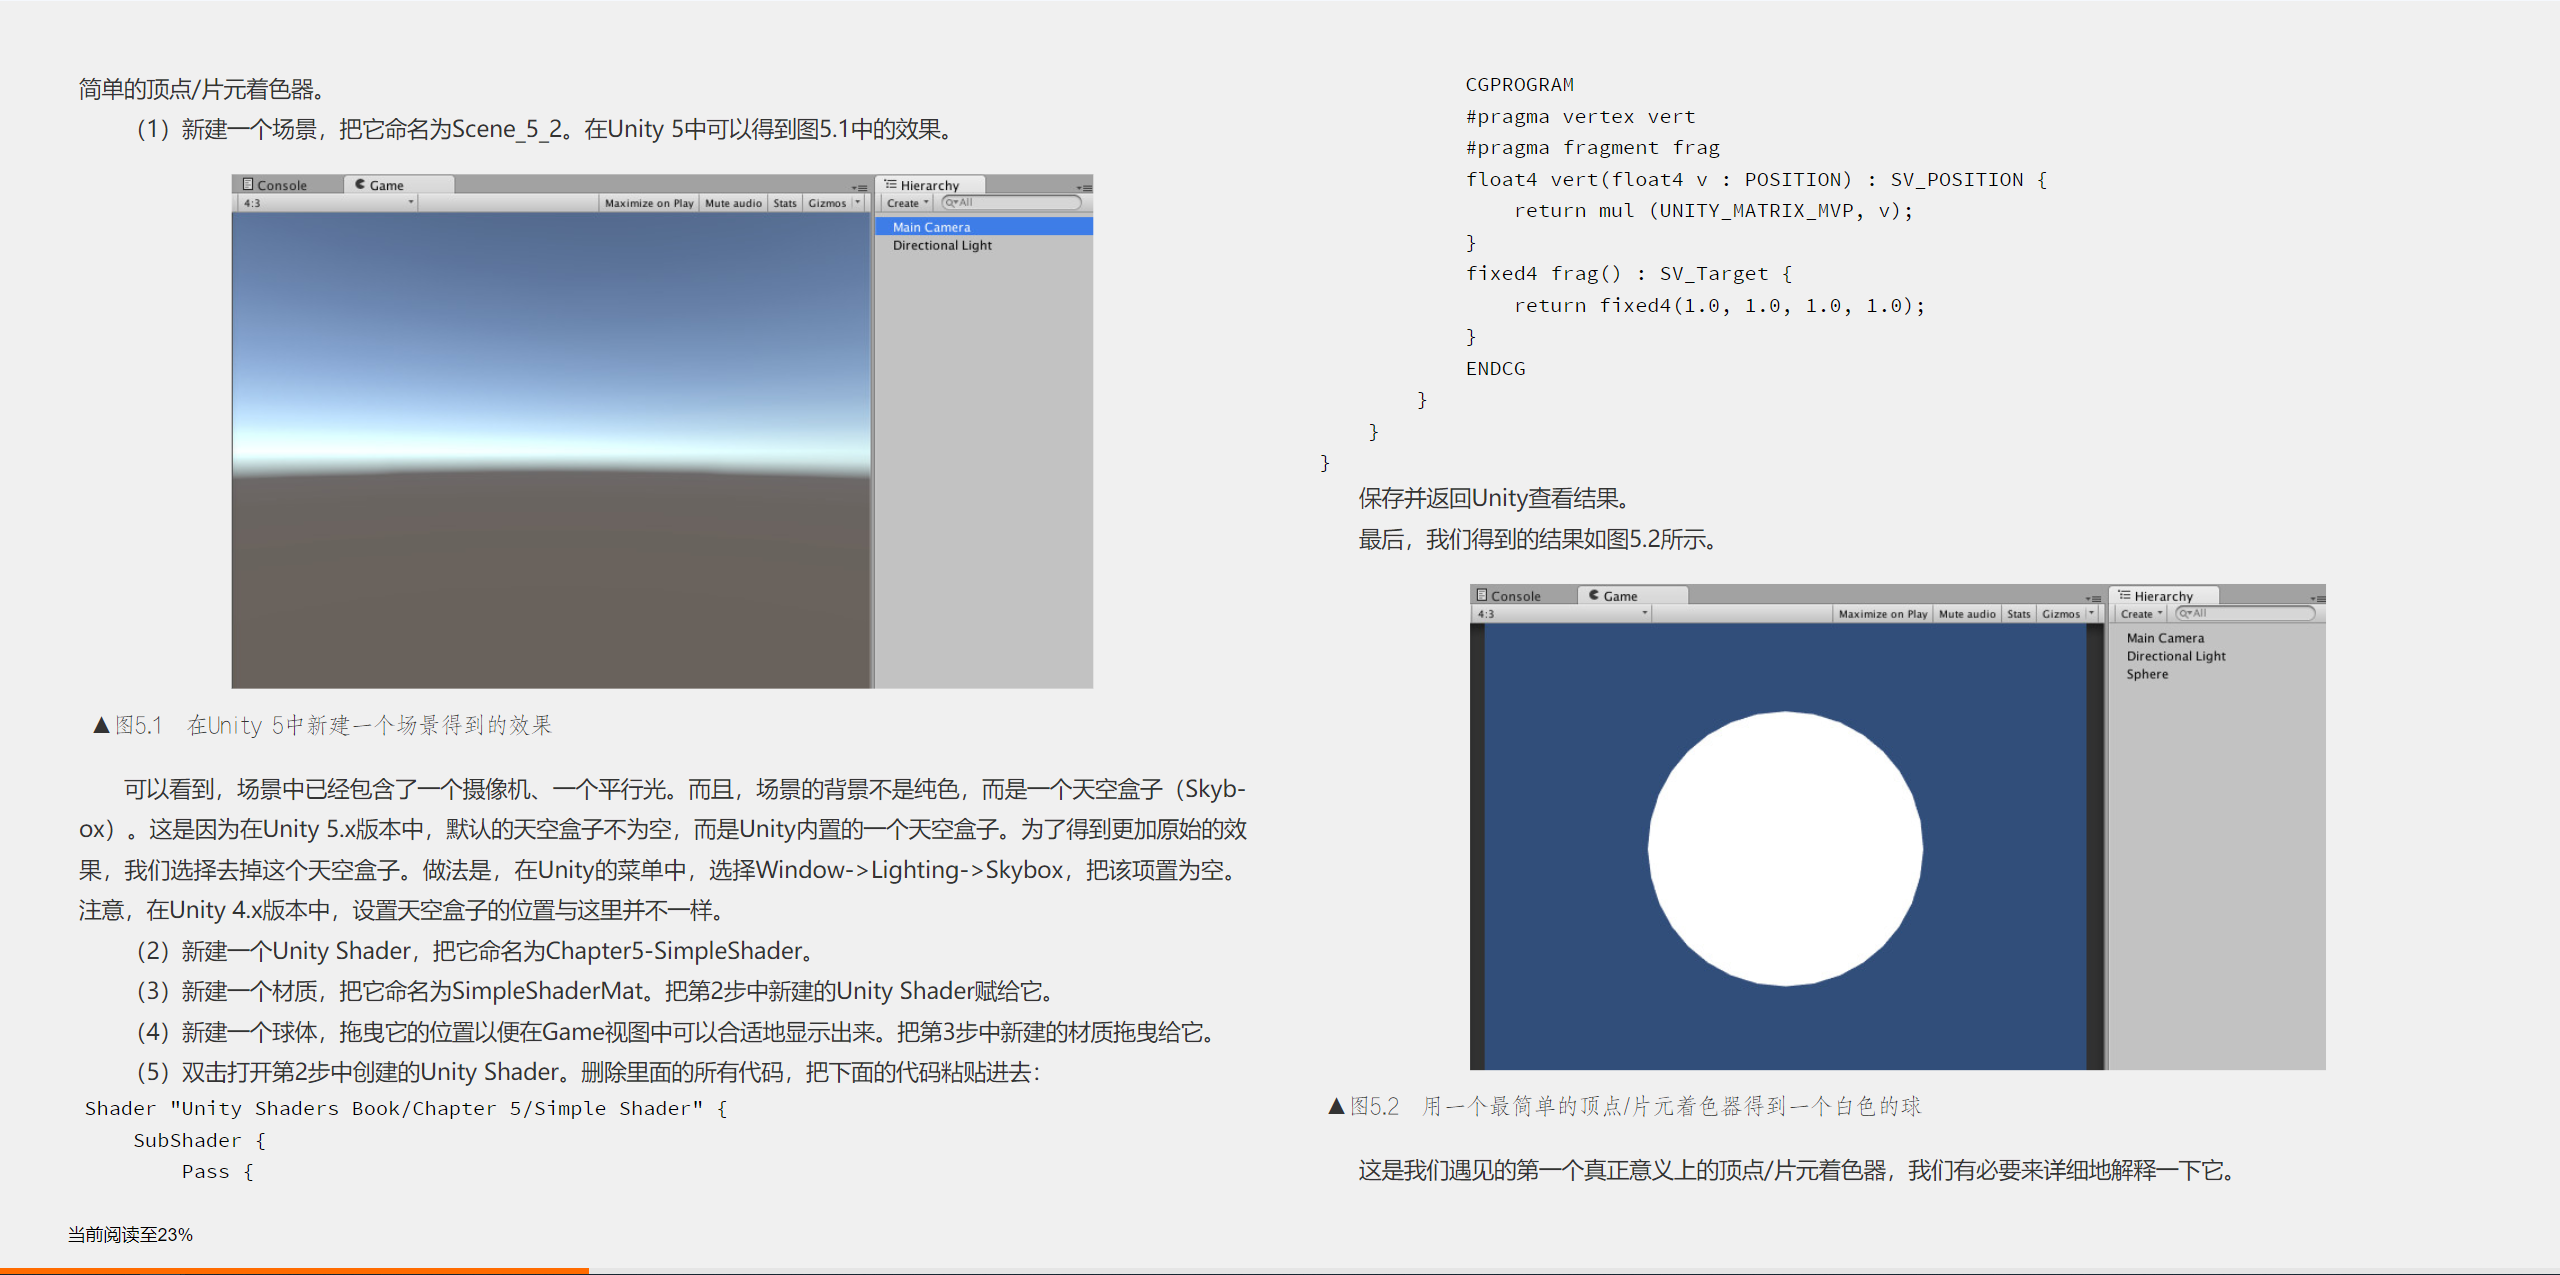 简单的顶点/片元着色器。
（1）新建一个场景，把它命名为Scene_5_2。在Unity 5中可以得到图5.1中的效果。
Console Game Hierarchy
4:3 Maximize on Play Mute audio Stats Gizmos Create All
Main Camera
Directional Light
▲图5.1 在Unity 5中新建一个场景得到的效果
可以看到，场景中已经包含了一个摄像机、一个平行光。而且，场景的背景不是纯色，而是一个天空盒子（Skyb-
ox）。这是因为在Unity 5.x版本中，默认的天空盒子不为空，而是Unity内置的一个天空盒子。为了得到更加原始的效
果，我们选择去掉这个天空盒子。做法是，在Unity的菜单中，选择Window->Lighting->Skybox，把该项置为空。
注意，在Unity 4.x版本中，设置天空盒子的位置与这里并不一样。
（2）新建一个Unity Shader，把它命名为Chapter5-SimpleShader。
（3）新建一个材质，把它命名为SimpleShaderMat。把第2步中新建的Unity Shader赋给它。
（4）新建一个球体，拖曳它的位置以便在Game视图中可以合适地显示出来。把第3步中新建的材质拖曳给它。
（5）双击打开第2步中创建的Unity Shader。删除里面的所有代码，把下面的代码粘贴进去：
Shader "Unity Shaders Book/Chapter 5/Simple Shader" {
    SubShader {
        Pass {
            CGPROGRAM
            #pragma vertex vert
            #pragma fragment frag
            float4 vert(float4 v : POSITION) : SV_POSITION {
                return mul (UNITY_MATRIX_MVP, v);
            }
            fixed4 frag() : SV_Target {
                return fixed4(1.0, 1.0, 1.0, 1.0);
            }
            ENDCG
        }
    }
}
保存并返回Unity查看结果。
最后，我们得到的结果如图5.2所示。
Console Game Hierarchy
4:3 Maximize on Play Mute audio Stats Gizmos Create All
Main Camera
Directional Light
Sphere
▲图5.2 用一个最简单的顶点/片元着色器得到一个白色的球
这是我们遇见的第一个真正意义上的顶点/片元着色器，我们有必要来详细地解释一下它。
当前阅读至23%